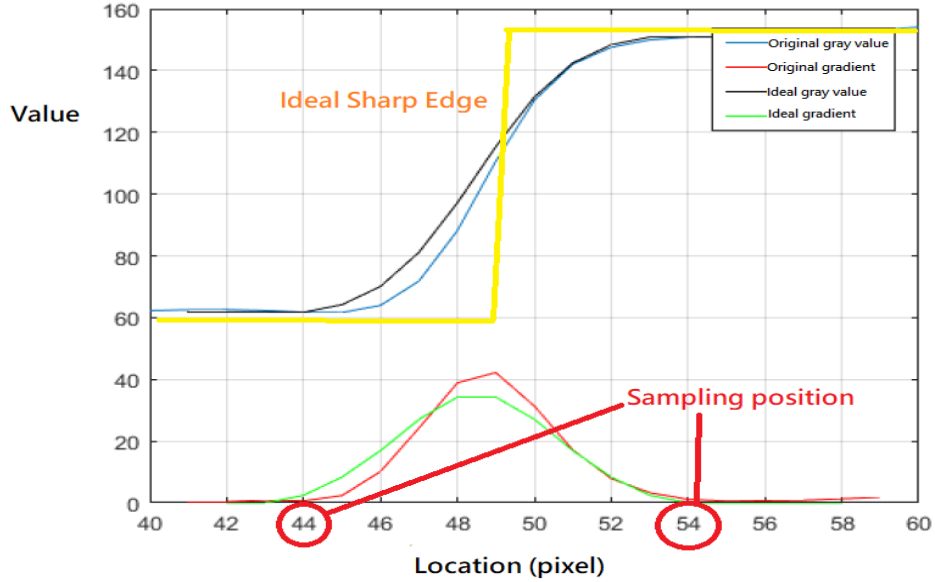 160
140
120
100
80
60
40
20
0
Value
Ideal Sharp Edge
Original gray value
Original gradient
Ideal gray value
Ideal gradient
Sampling position
40 42 44 46 48 50 52 54 56 58 60
Location (pixel)